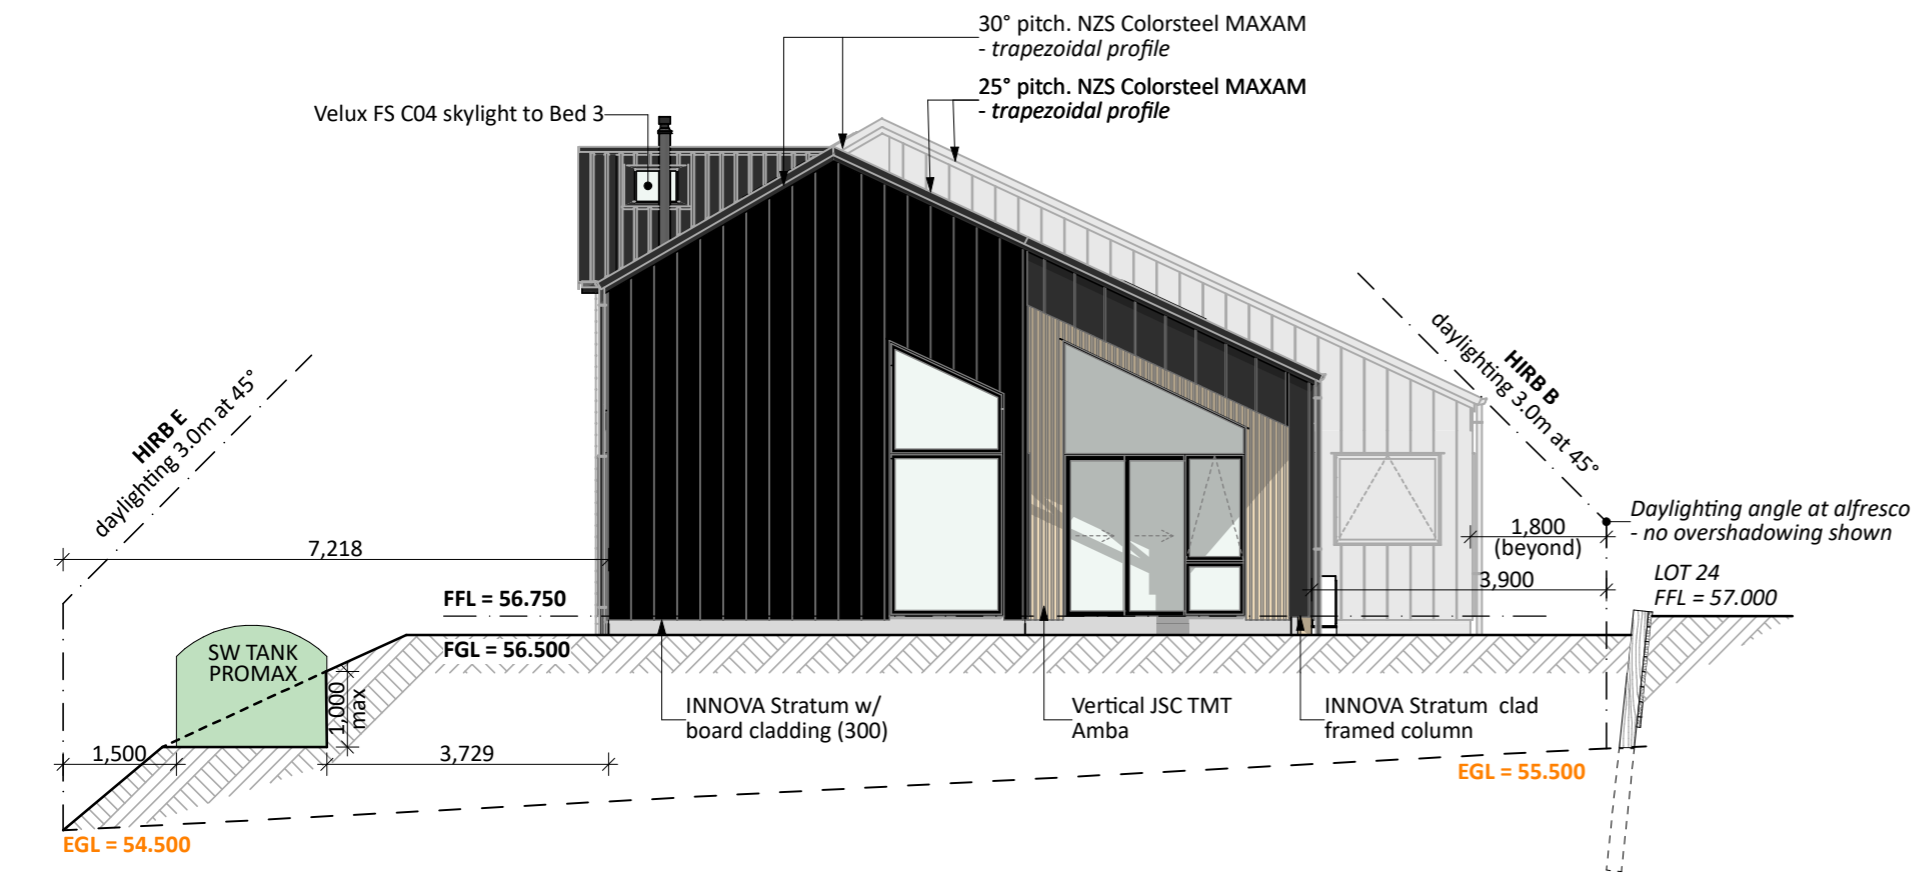 30° pitch. NZS Colorsteel MAXAM
- trapezoidal profile
25° pitch. NZS Colorsteel MAXAM
- trapezoidal profile
Velux FS C04 skylight to Bed 3
HIRB E
daylighting 3.0m at 45°
HIRB B
daylighting 3.0m at 45°
Daylighting angle at alfresco
- no overshadowing shown
1,800
(beyond)
7,218
3,900
LOT 24
FFL = 57.000
FFL = 56.750
FGL = 56.500
SW TANK
PROMAX
1,000
max
INNOVA Stratum w/
board cladding (300)
Vertical JSC TMT
Amba
INNOVA Stratum clad
framed column
1,500
3,729
EGL = 55.500
EGL = 54.500